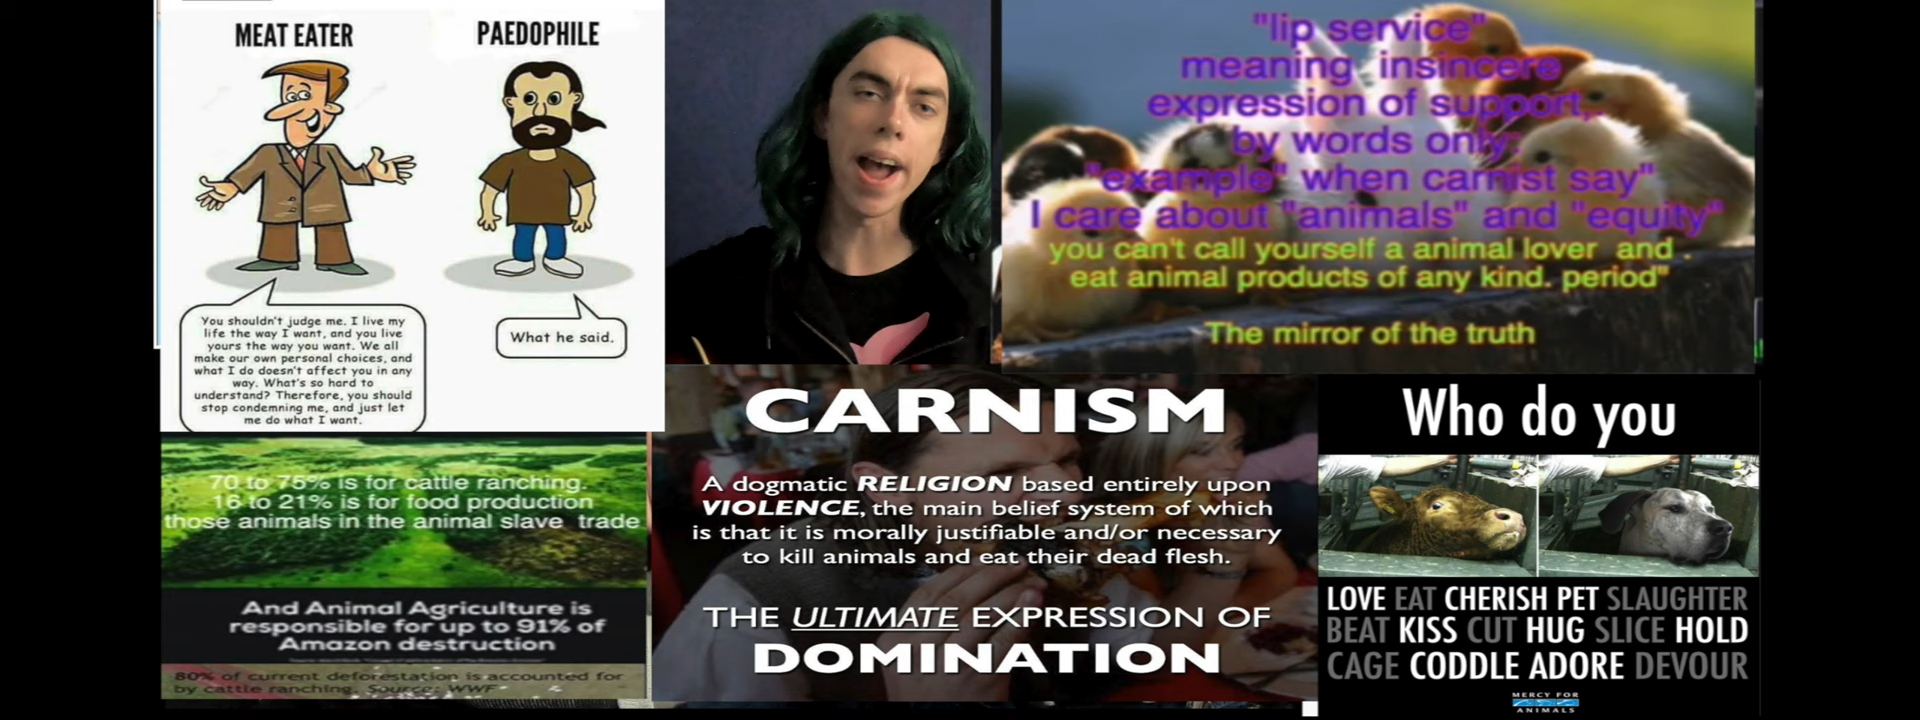 MEAT EATER
PAEDOPHILE
You shouldn't judge me. I live my
life the way I want, and you live
yours the way you want. We all
make our own personal choices, and
what I do doesn't affect you in any
way. What's so hard to
understand? Therefore, you should
stop condemning me, and just let
me do what I want.
What he said.
"lip service"
meaning insincere
expression of support,
by words only:
"example" when carnist say"
I care about "animals" and "equity"
you can't call yourself a animal lover and
eat animal products of any kind. period"
The mirror of the truth
70 to 75% is for cattle ranching.
16 to 21% is for food production
those animals in the animal slave trade
And Animal Agriculture is
responsible for up to 91% of
Amazon destruction
80% of current deforestation is accounted for
by cattle ranching. Source: WWF
CARNISM
A dogmatic RELIGION based entirely upon
VIOLENCE, the main belief system of which
is that it is morally justifiable and/or necessary
to kill animals and eat their dead flesh.
THE ULTIMATE EXPRESSION OF
DOMINATION
Who do you
LOVE EAT CHERISH PET SLAUGHTER
BEAT KISS CUT HUG SLICE HOLD
CAGE CODDLE ADORE DEVOUR
MERCY FOR
ANIMALS